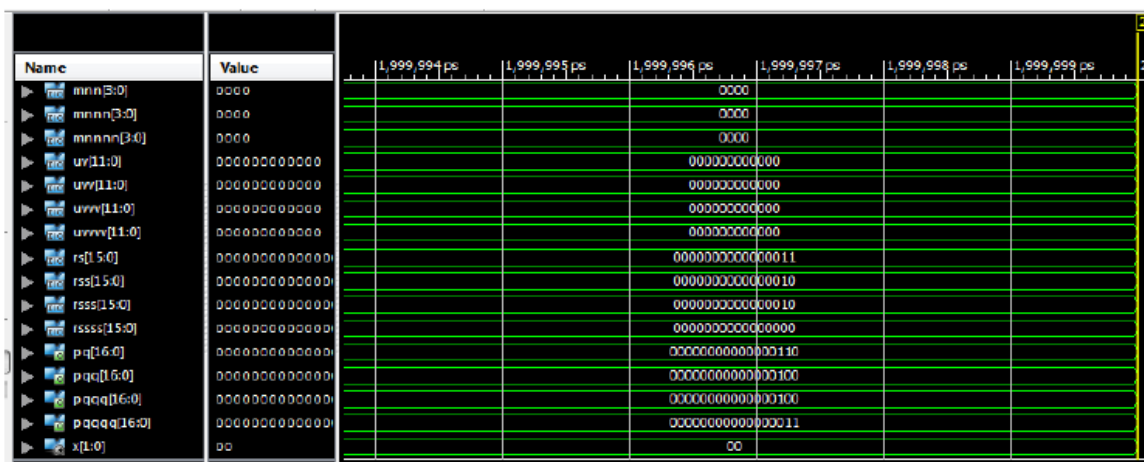 Name Value 1,999,994 ps 1,999,995 ps 1,999,996 ps 1,999,997 ps 1,999,998 ps 1,999,999 ps
mnn[3:0] 0000 0000
mnnn[3:0] 0000 0000
mnnnn[3:0] 0000 0000
uv[11:0] 000000000000 000000000000
uvv[11:0] 000000000000 000000000000
uvvv[11:0] 000000000000 000000000000
uvvvv[11:0] 000000000000 000000000000
rs[15:0] 0000000000000011
rss[15:0] 0000000000000010
rsss[15:0] 0000000000000010
rssss[15:0] 0000000000000000
pq[16:0] 00000000000000110
pqq[16:0] 00000000000000100
pqqq[16:0] 00000000000000100
pqqqq[16:0] 00000000000000011
x[1:0] 00 00